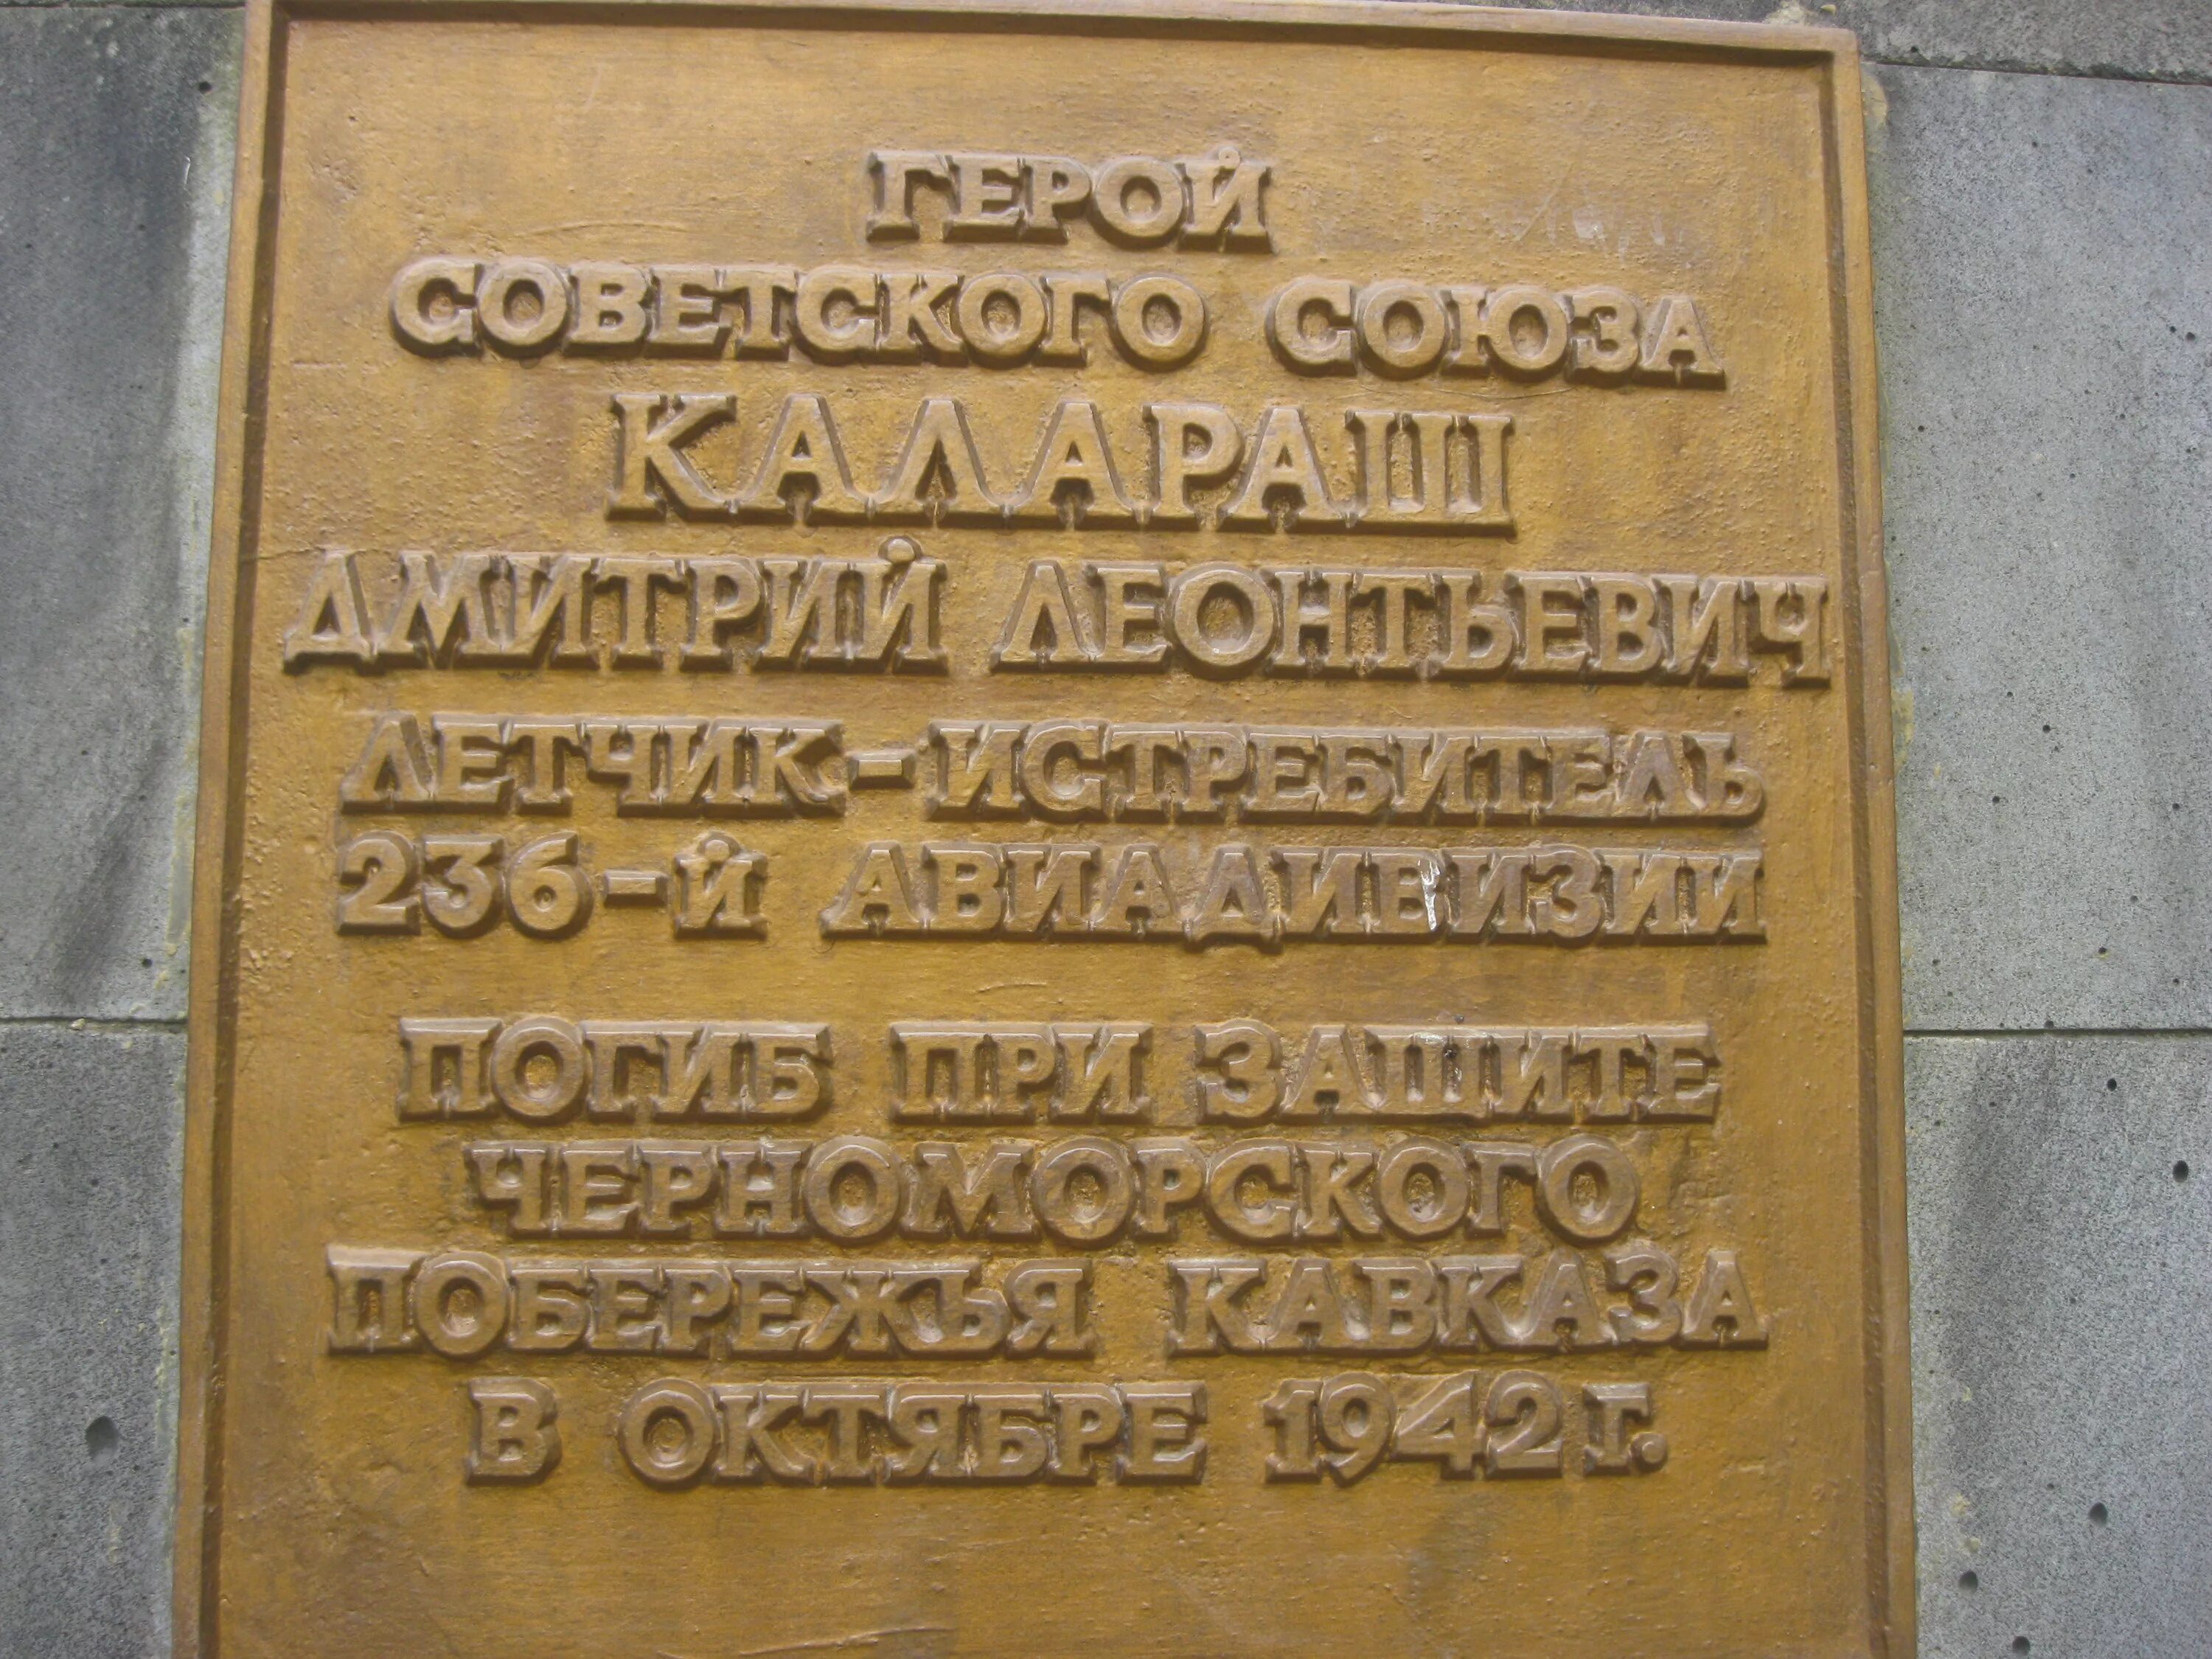 ГЕРОЙ
СОВЕТСКОГО СОЮЗА
КАЛАРАШ
ДМИТРИЙ ЛЕОНТЬЕВИЧ
ЛЕТЧИК-ИСТРЕБИТЕЛЬ
236-Й АВИАДИВИЗИИ
ПОГИБ ПРИ ЗАЩИТЕ
ЧЕРНОМОРСКОГО
ПОБЕРЕЖЬЯ КАВКАЗА
В ОКТЯБРЕ 1942 Г.